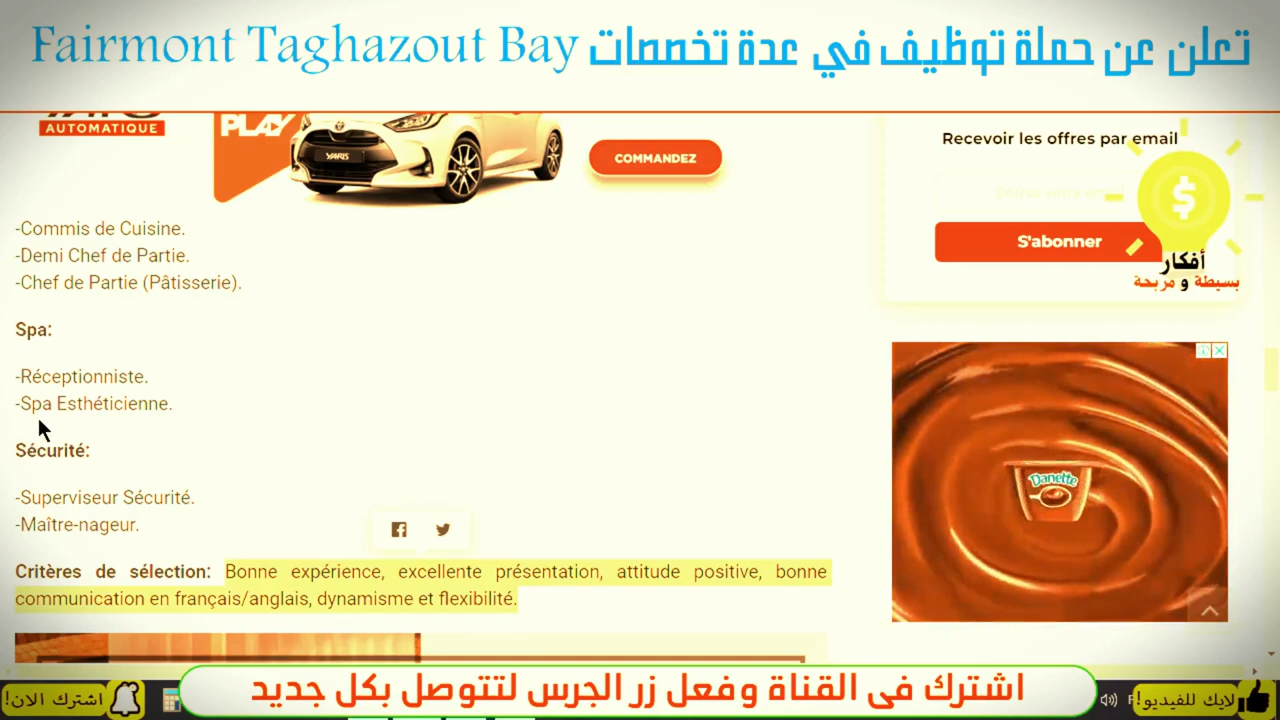 تعلن عن حملة توظيف في عدة تخصصات Fairmont Taghazout Bay
AUTOMATIQUE
PLAY
YARIS
COMMANDEZ
Recevoir les offres par email
S'abonner
$
أفكار
بسيطة و مربحة
-Commis de Cuisine.
-Demi Chef de Partie.
-Chef de Partie (Pâtisserie).
Spa:
-Réceptionniste.
-Spa Esthéticienne.
Sécurité:
-Superviseur Sécurité.
-Maître-nageur.
Danette
Critères de sélection: Bonne expérience, excellente présentation, attitude positive, bonne
communication en français/anglais, dynamisme et flexibilité.
اشترك الان!
اشترك في القناة وفعل زر الجرس لتتوصل بكل جديد
لايك للفيديو!